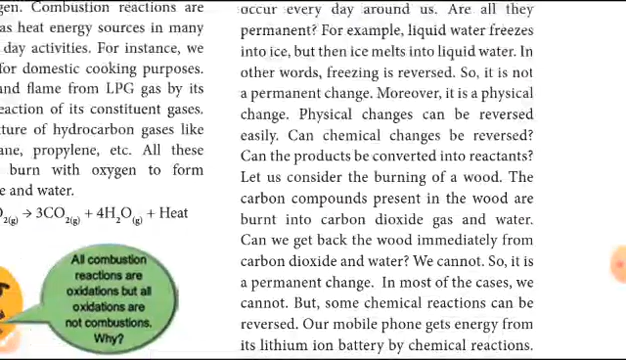 gen. Combustion reactions are
as heat energy sources in many
day activities. For instance, we
for domestic cooking purposes.
and flame from LPG gas by its
eaction of its constituent gases.
ture of hydrocarbon gases like
ane, propylene, etc. All these
burn with oxygen to form
e and water.
O2(g) → 3CO2(g) + 4H2O(g) + Heat
All combustion
reactions are
oxidations but all
oxidations are
not combustions.
Why?
occur every day around us. Are all they
permanent? For example, liquid water freezes
into ice, but then ice melts into liquid water. In
other words, freezing is reversed. So, it is not
a permanent change. Moreover, it is a physical
change. Physical changes can be reversed
easily. Can chemical changes be reversed?
Can the products be converted into reactants?
Let us consider the burning of a wood. The
carbon compounds present in the wood are
burnt into carbon dioxide gas and water.
Can we get back the wood immediately from
carbon dioxide and water? We cannot. So, it is
a permanent change. In most of the cases, we
cannot. But, some chemical reactions can be
reversed. Our mobile phone gets energy from
its lithium ion battery by chemical reactions.